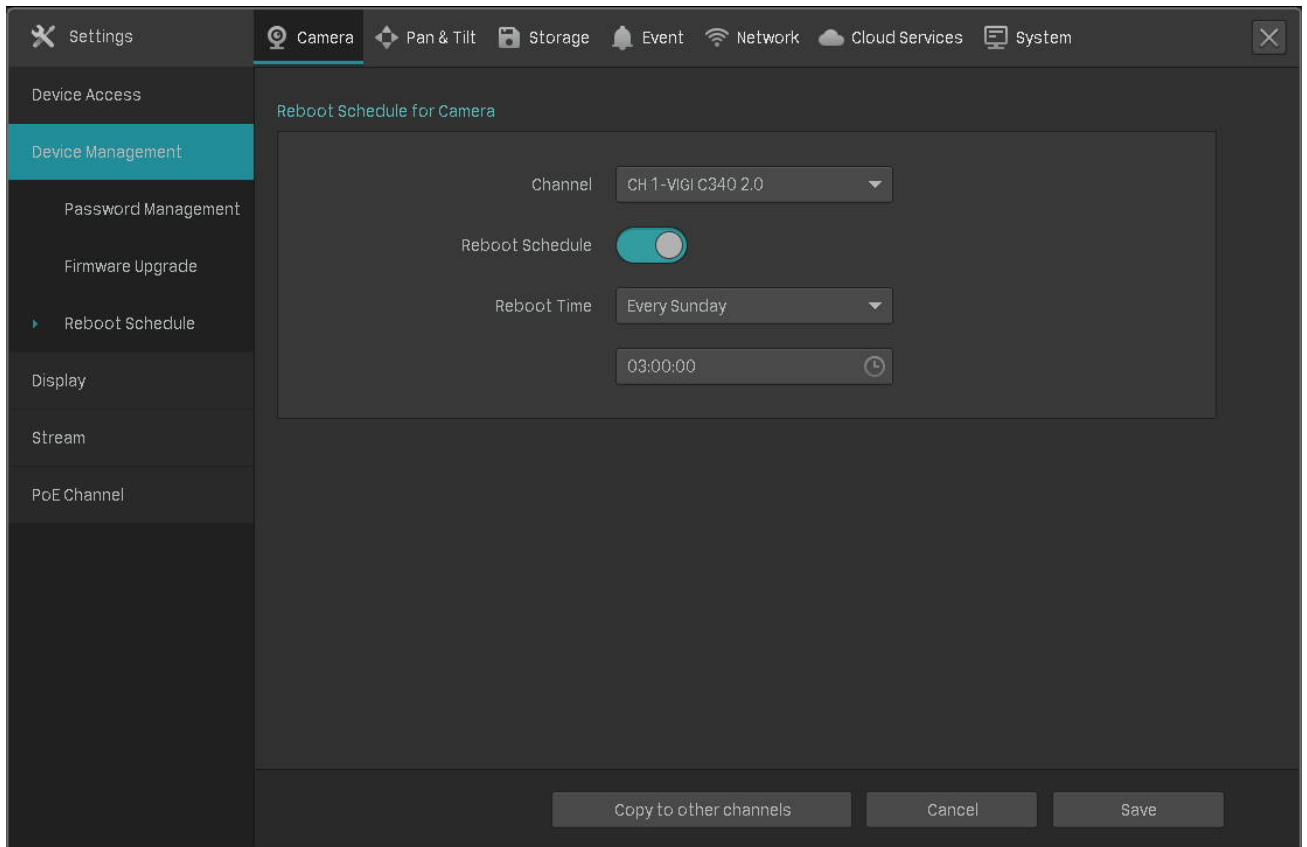 Settings
Camera
Pan & Tilt
Storage
Event
Network
Cloud Services
System
Device Access
Device Management
Password Management
Firmware Upgrade
Reboot Schedule
Display
Stream
PoE Channel
Reboot Schedule for Camera
Channel
CH 1-VIGI C340 2.0
Reboot Schedule
Reboot Time
Every Sunday
03:00:00
Copy to other channels
Cancel
Save